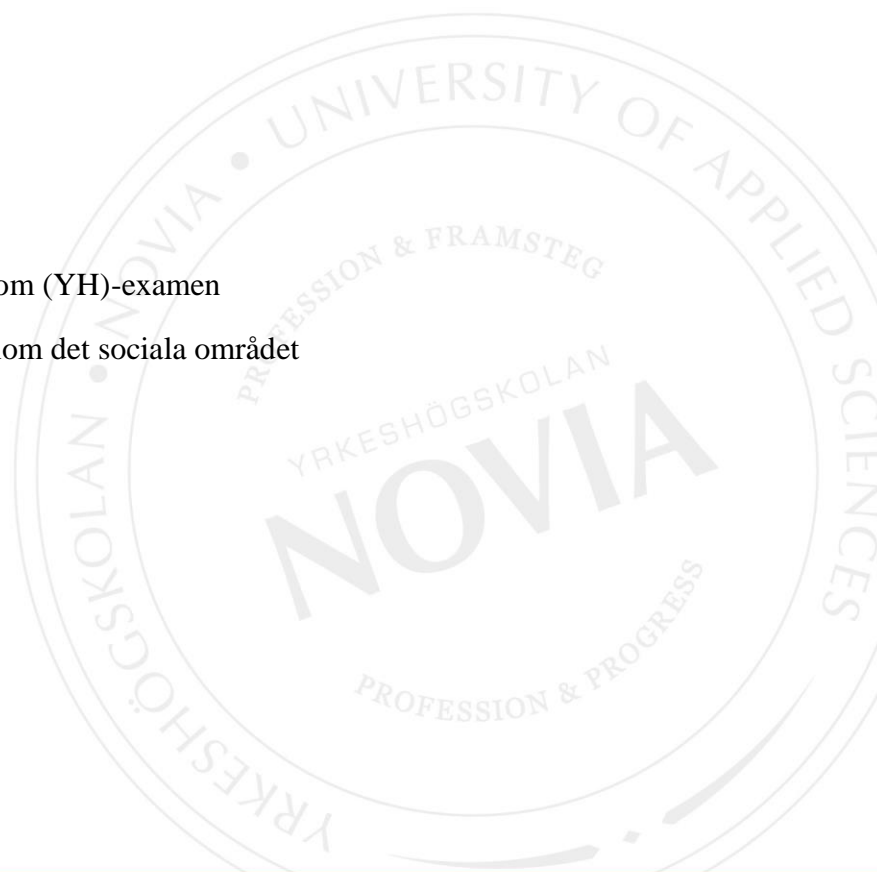 om (YH)-examen
om det sociala området
YRKESHÖGSKOLAN • NOVIA • UNIVERSITY OF APPLIED SCIENCES
PROFESSION & FRAMSTEG
YRKESHÖGSKOLAN
NOVIA
PROFESSION & PROGRESS